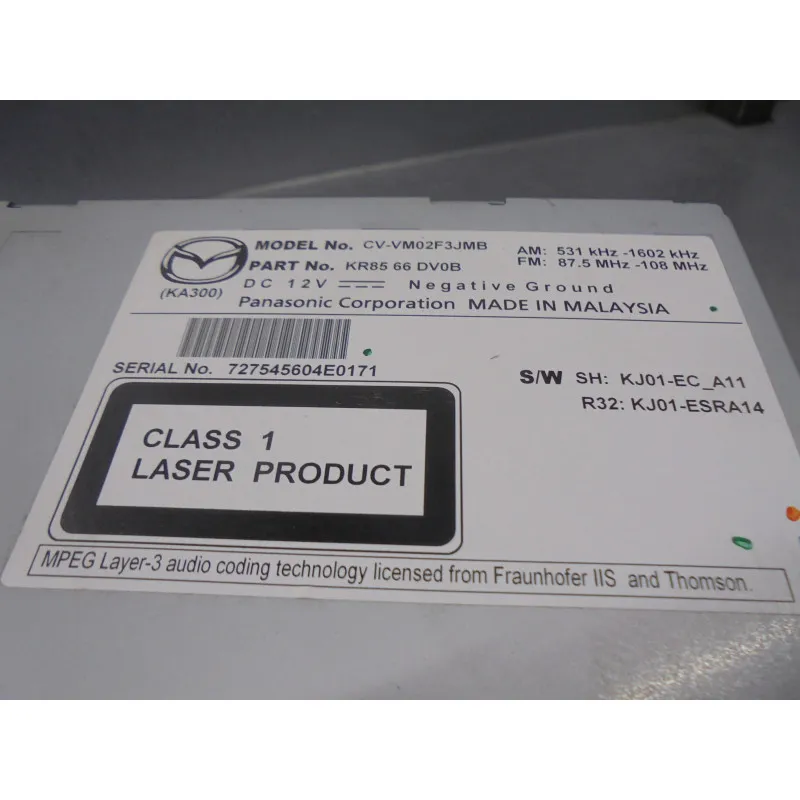 MODEL No. CV-VM02F3JMB
AM: 531 kHz -1602 kHz
PART No. KR85 66 DV0B
FM: 87.5 MHz -108 MHz
(KA300)
DC 12V Negative Ground
Panasonic Corporation MADE IN MALAYSIA
SERIAL No. 727545604E0171
S/W SH: KJ01-EC_A11
R32: KJ01-ESRA14
CLASS 1
LASER PRODUCT
MPEG Layer-3 audio coding technology licensed from Fraunhofer IIS and Thomson.